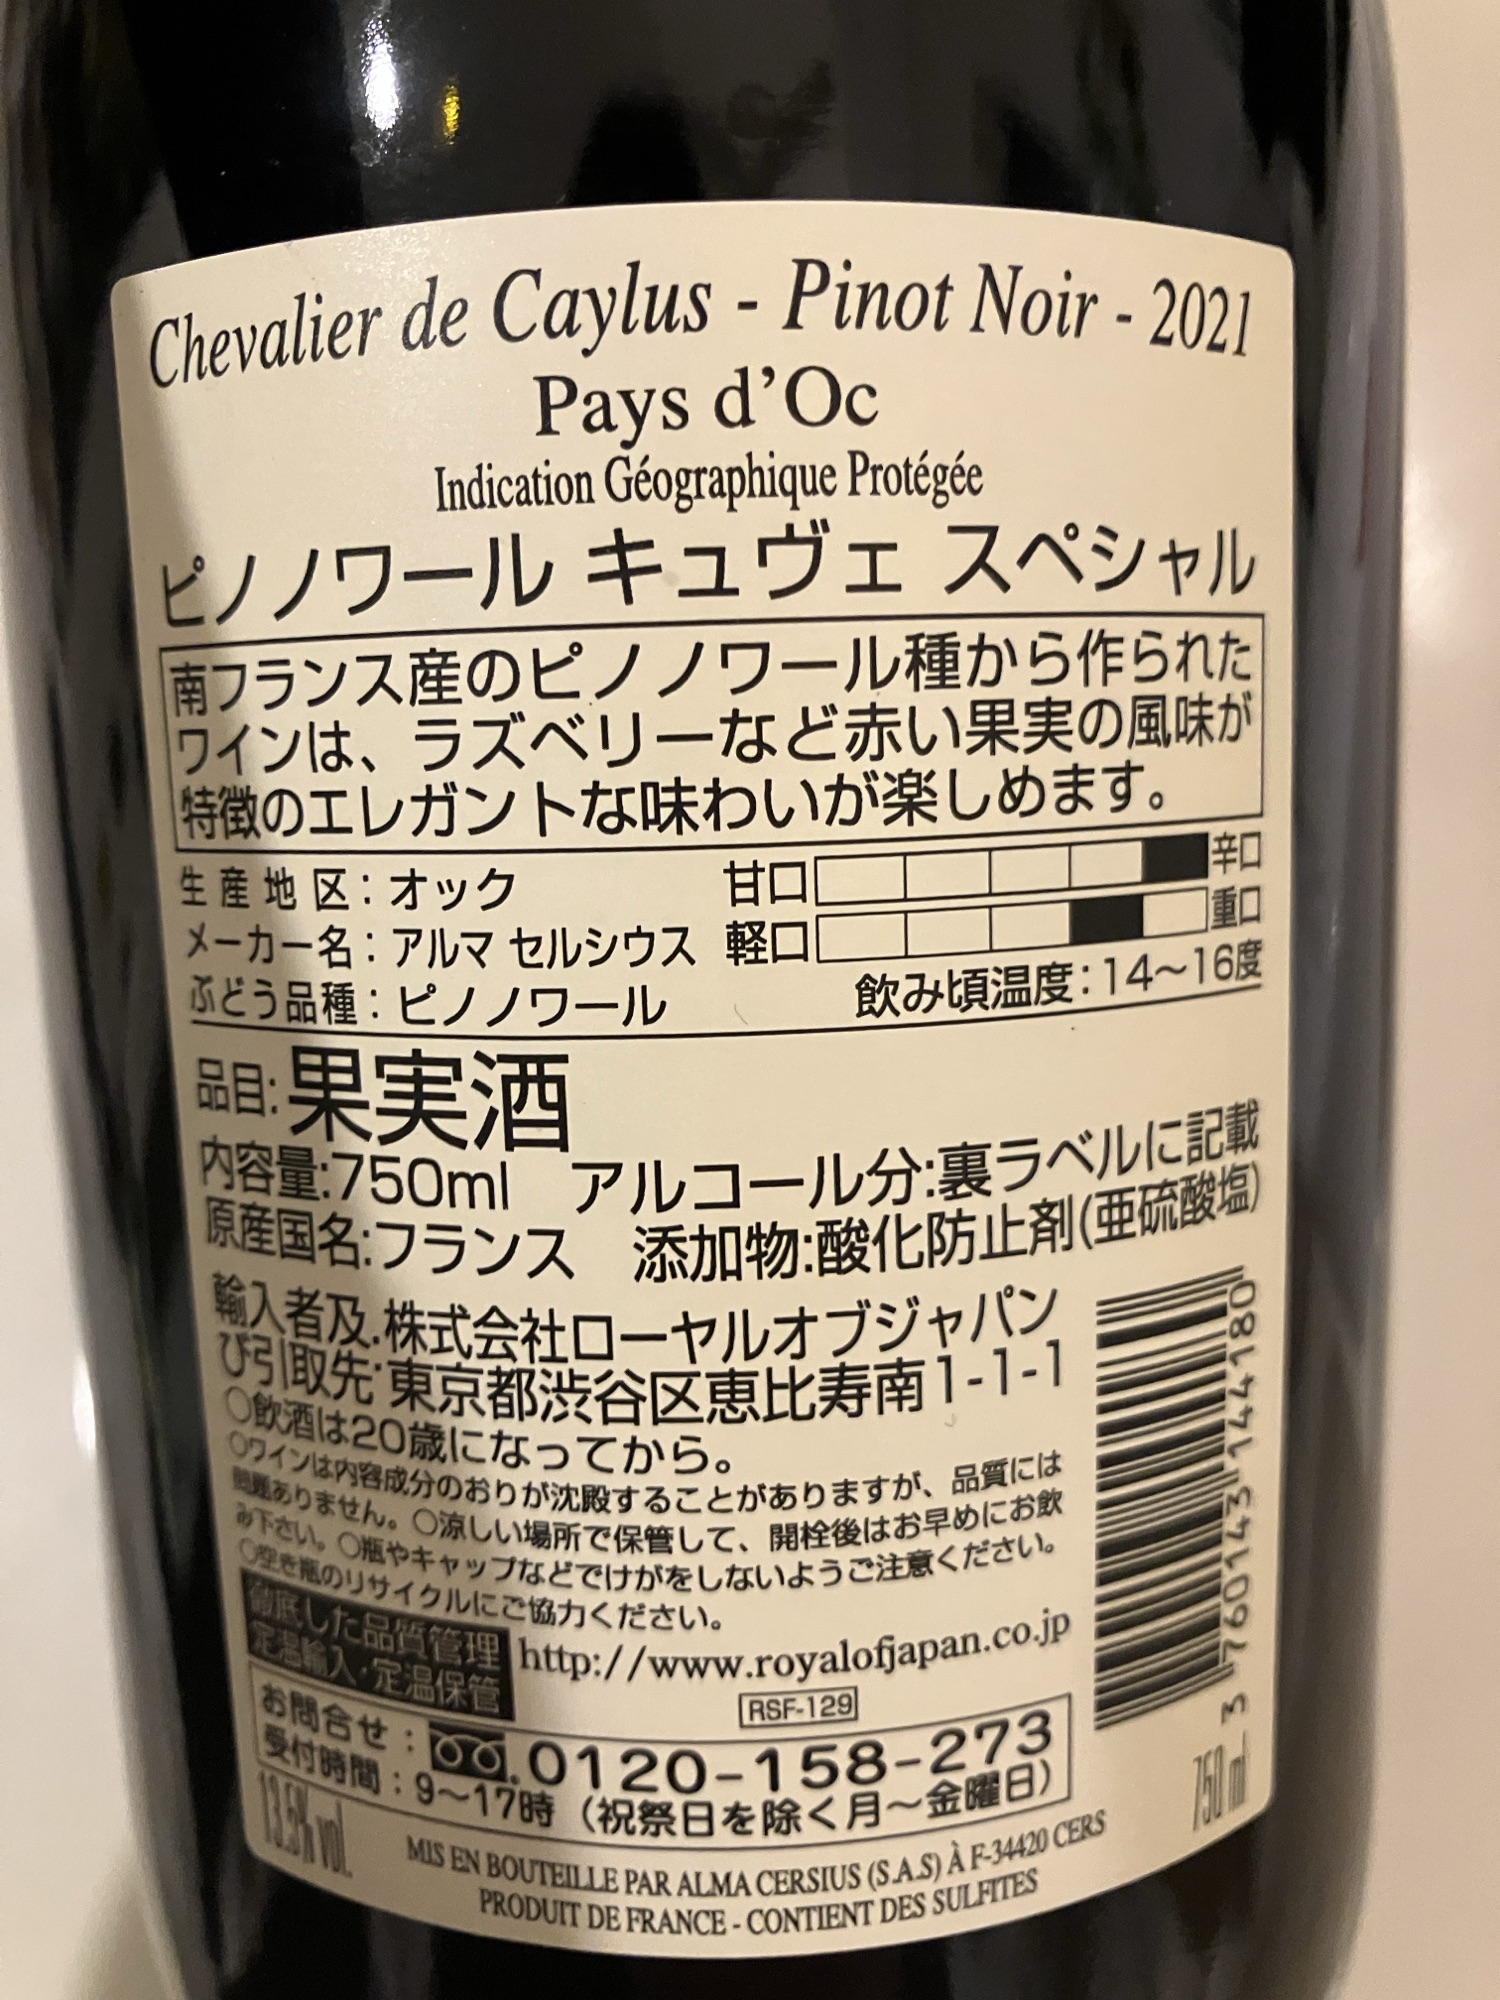 Chevalier de Caylus - Pinot Noir - 2021
Pays d'Oc
Indication Géographique Protégée
ピノノワール キュヴェ スペシャル
南フランス産のピノノワール種から作られた
ワインは、ラズベリーなど赤い果実の風味が
特徴のエレガントな味わいが楽しめます。
生産地区：オック
甘口 辛口
メーカー名：アルマ セルシウス
軽口 重口
ぶどう品種：ピノノワール
飲み頃温度：14～16度
品目:果実酒
内容量:750ml アルコール分:裏ラベルに記載
原産国名:フランス 添加物:酸化防止剤(亜硫酸塩)
輸入者及び引取先:株式会社ローヤルオブジャパン
東京都渋谷区恵比寿南1-1-1
○飲酒は20歳になってから。
○ワインは内容成分のおりが沈殿することがありますが、品質には
問題ありません。○涼しい場所で保管して、開栓後はお早めにお飲
み下さい。○瓶やキャップなどでけがをしないようご注意ください。
○空き瓶のリサイクルにご協力ください。
徹底した品質管理
定温輸入・定温保管
http://www.royalofjapan.co.jp
RSF-129
お問合せ：0120-158-273
受付時間：9～17時（祝祭日を除く月～金曜日）
13.5% vol.
750 ml
MIS EN BOUTEILLE PAR ALMA CERSIUS (S.A.S) À F-34420 CERS
PRODUIT DE FRANCE - CONTIENT DES SULFITES
3 760143 144180